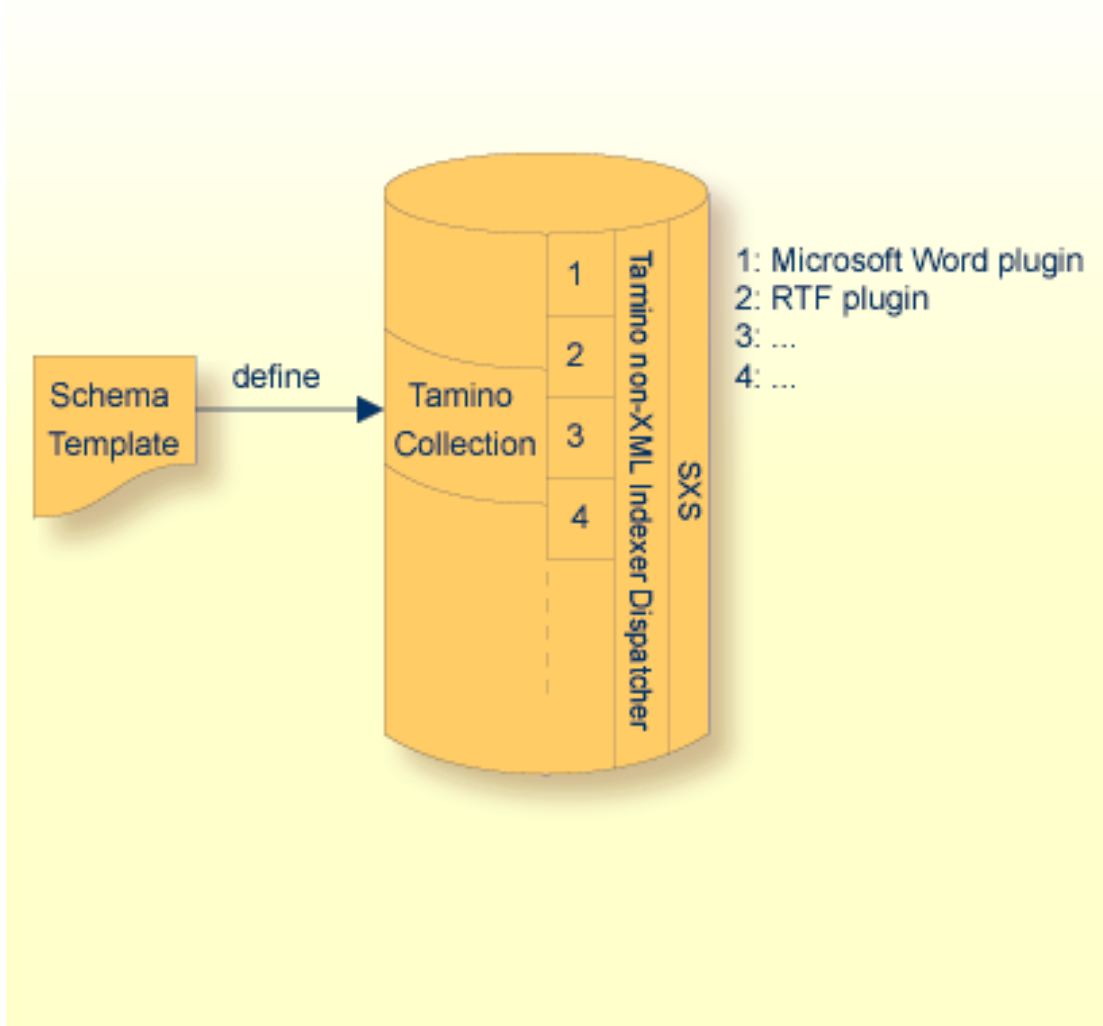 Schema
Template
define
Tamino
Collection
1
2
3
4
Tamino non-XML Indexer Dispatcher
SXS
1: Microsoft Word plugin
2: RTF plugin
3: ...
4: ...